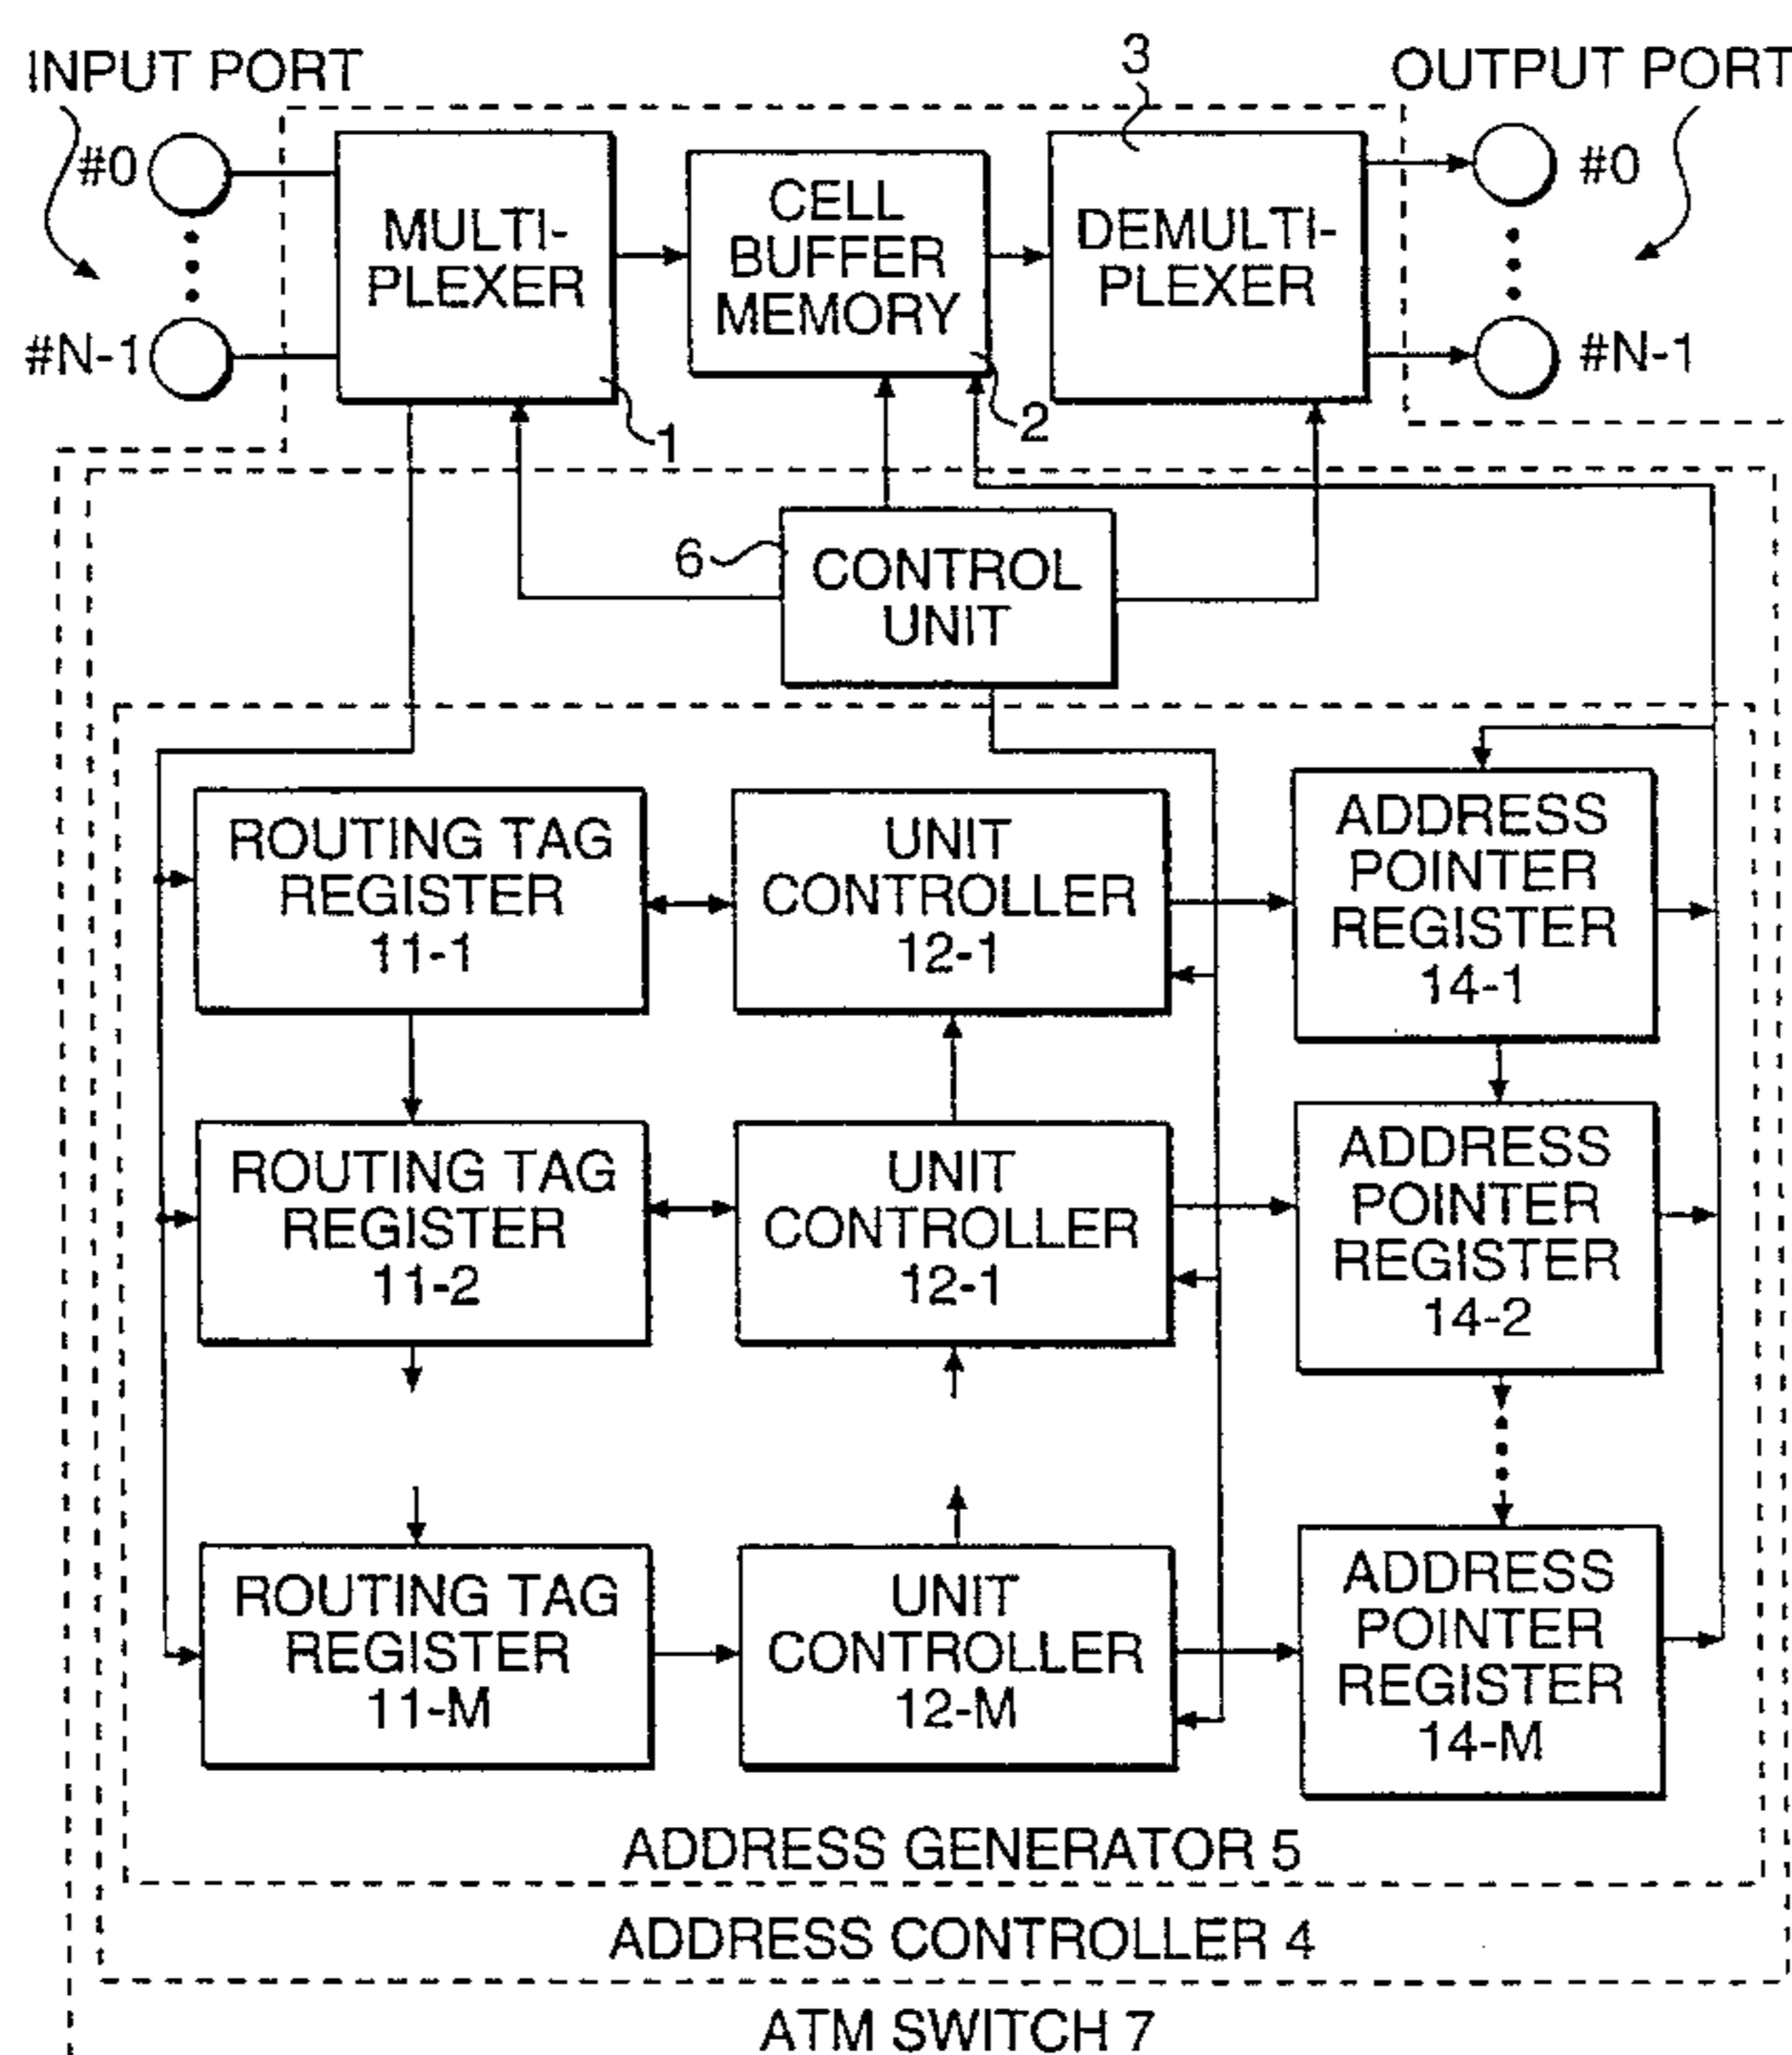 INPUT PORT
3
OUTPUT PORT
#0
#0
MULTI-
PLEXER
CELL
BUFFER
MEMORY
DEMULTI-
PLEXER
#N-1
#N-1
1
2
6
CONTROL
UNIT
ROUTING TAG
REGISTER
11-1
UNIT
CONTROLLER
12-1
ADDRESS
POINTER
REGISTER
14-1
ROUTING TAG
REGISTER
11-2
UNIT
CONTROLLER
12-1
ADDRESS
POINTER
REGISTER
14-2
ROUTING TAG
REGISTER
11-M
UNIT
CONTROLLER
12-M
ADDRESS
POINTER
REGISTER
14-M
ADDRESS GENERATOR 5
ADDRESS CONTROLLER 4
ATM SWITCH 7